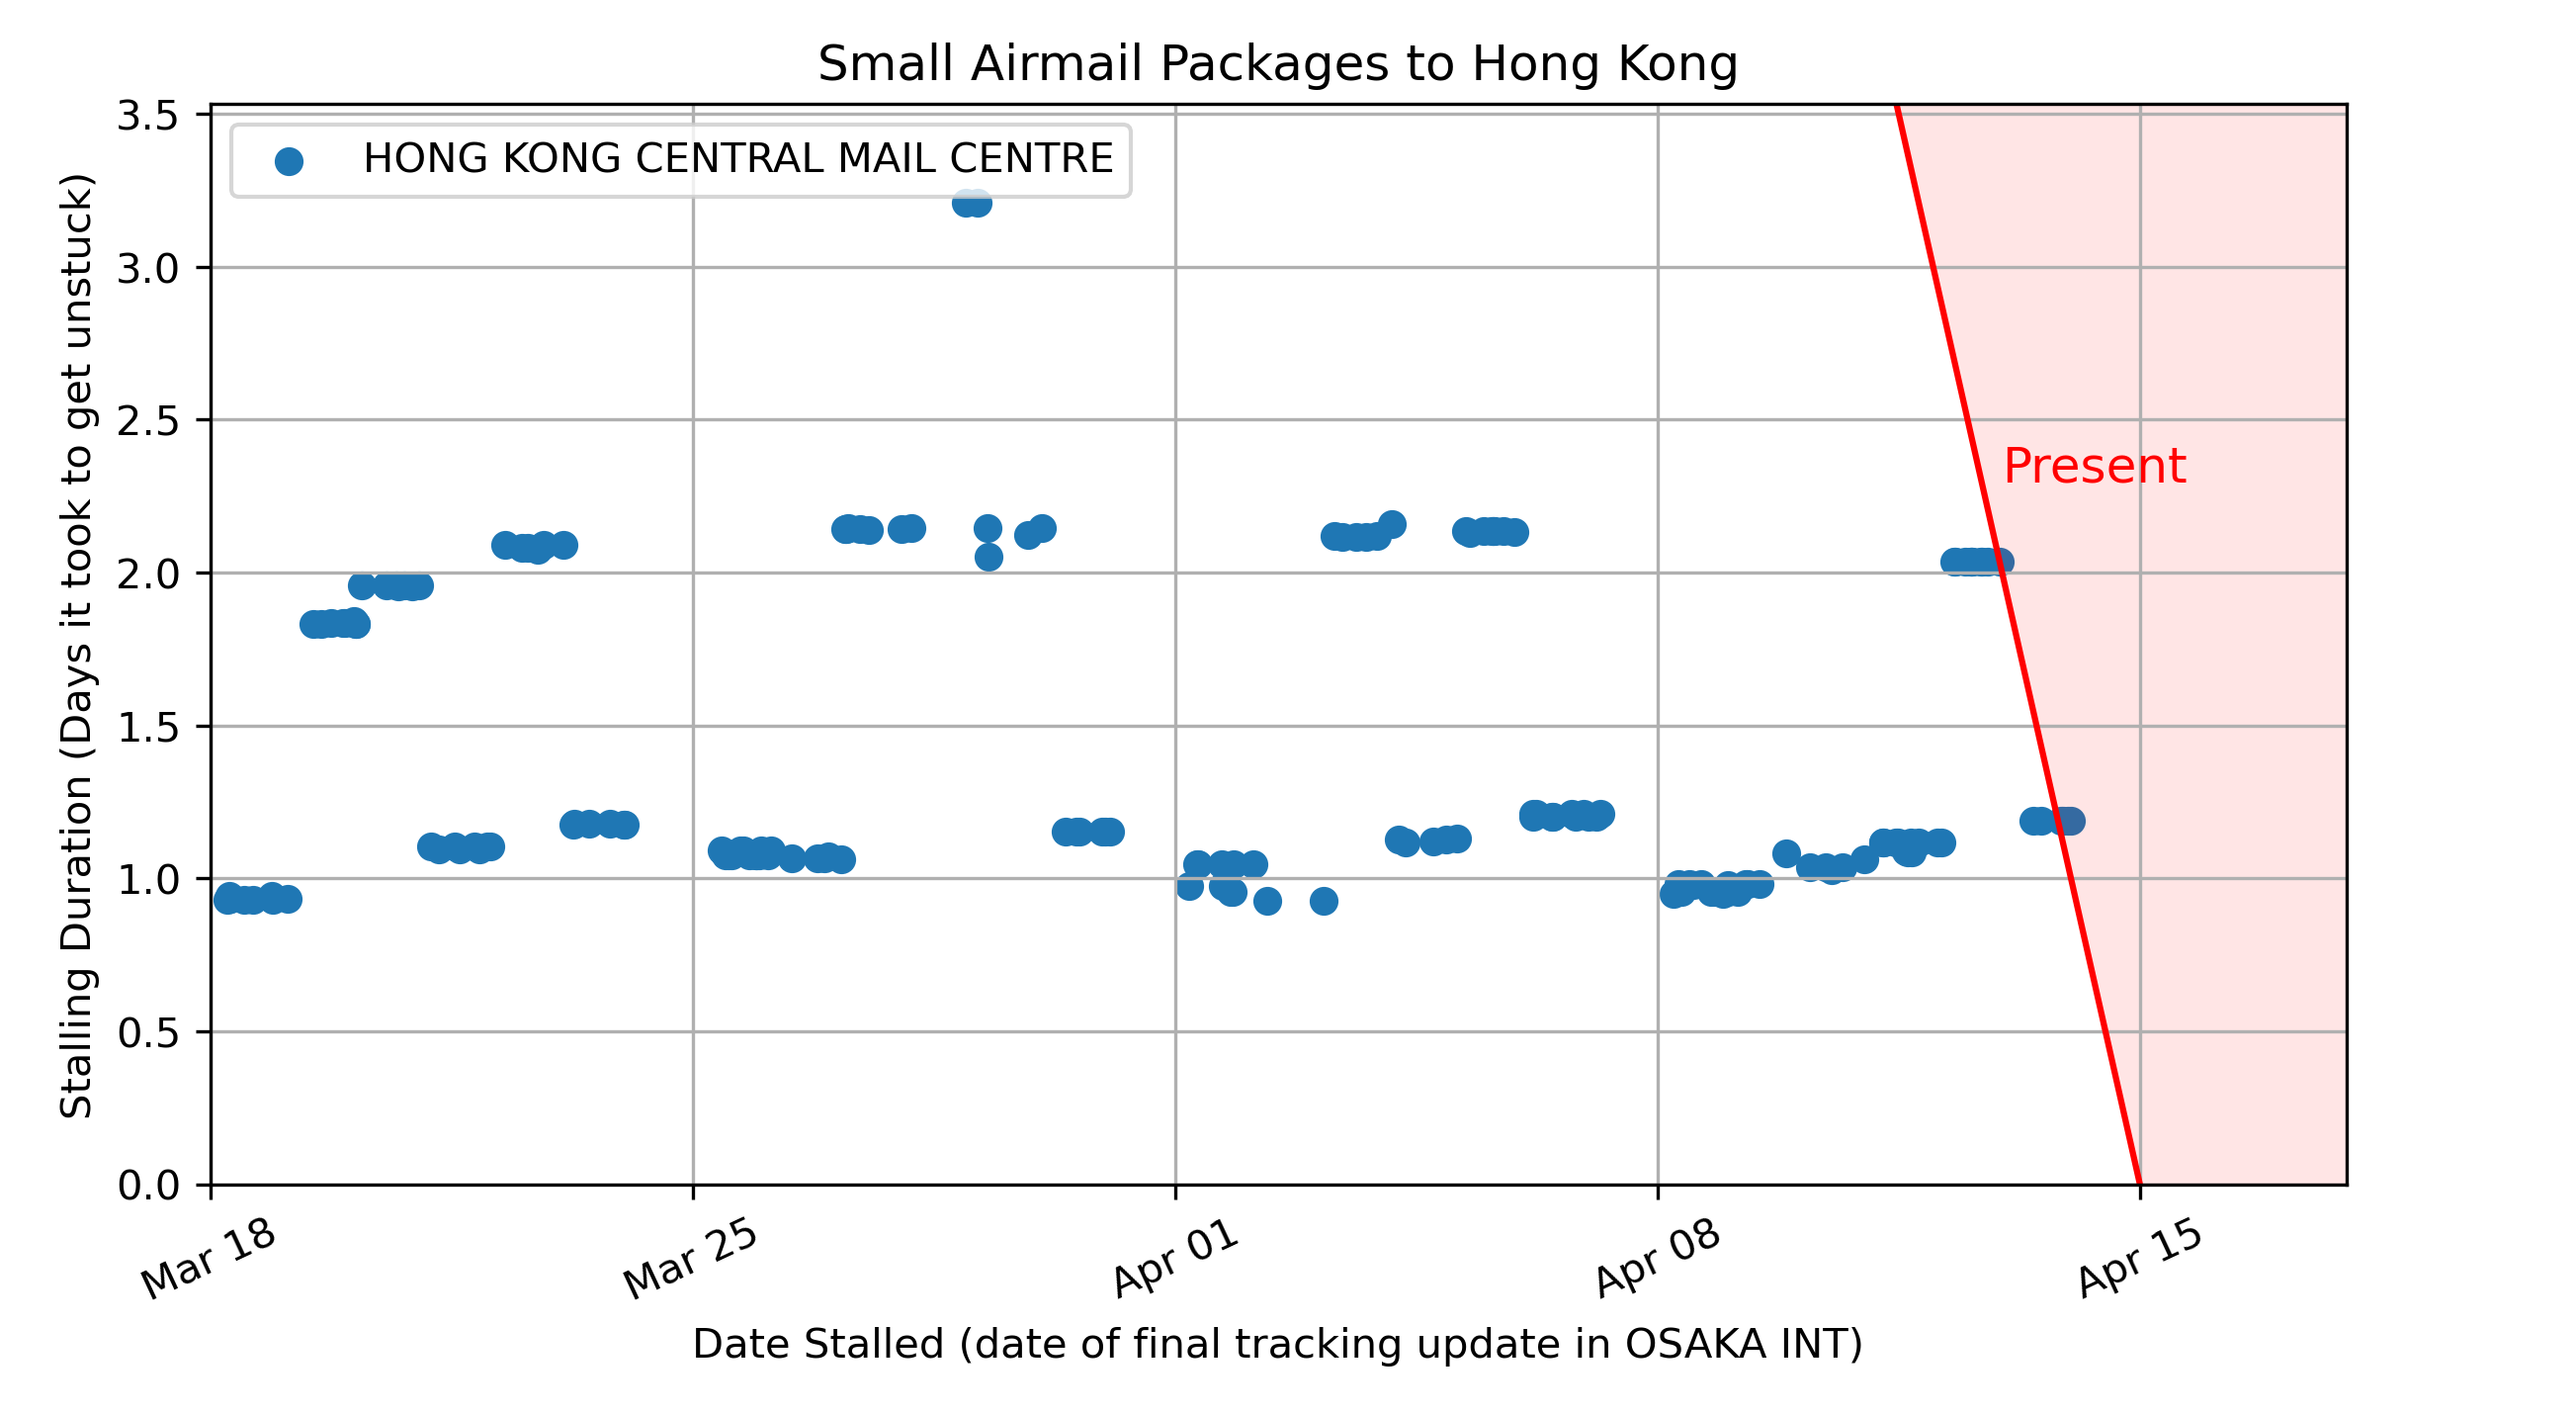 Small Airmail Packages to Hong Kong
HONG KONG CENTRAL MAIL CENTRE
Present
Stalling Duration (Days it took to get unstuck)
3.5
3.0
2.5
2.0
1.5
1.0
0.5
0.0
Mar 18
Mar 25
Apr 01
Apr 08
Apr 15
Date Stalled (date of final tracking update in OSAKA INT)